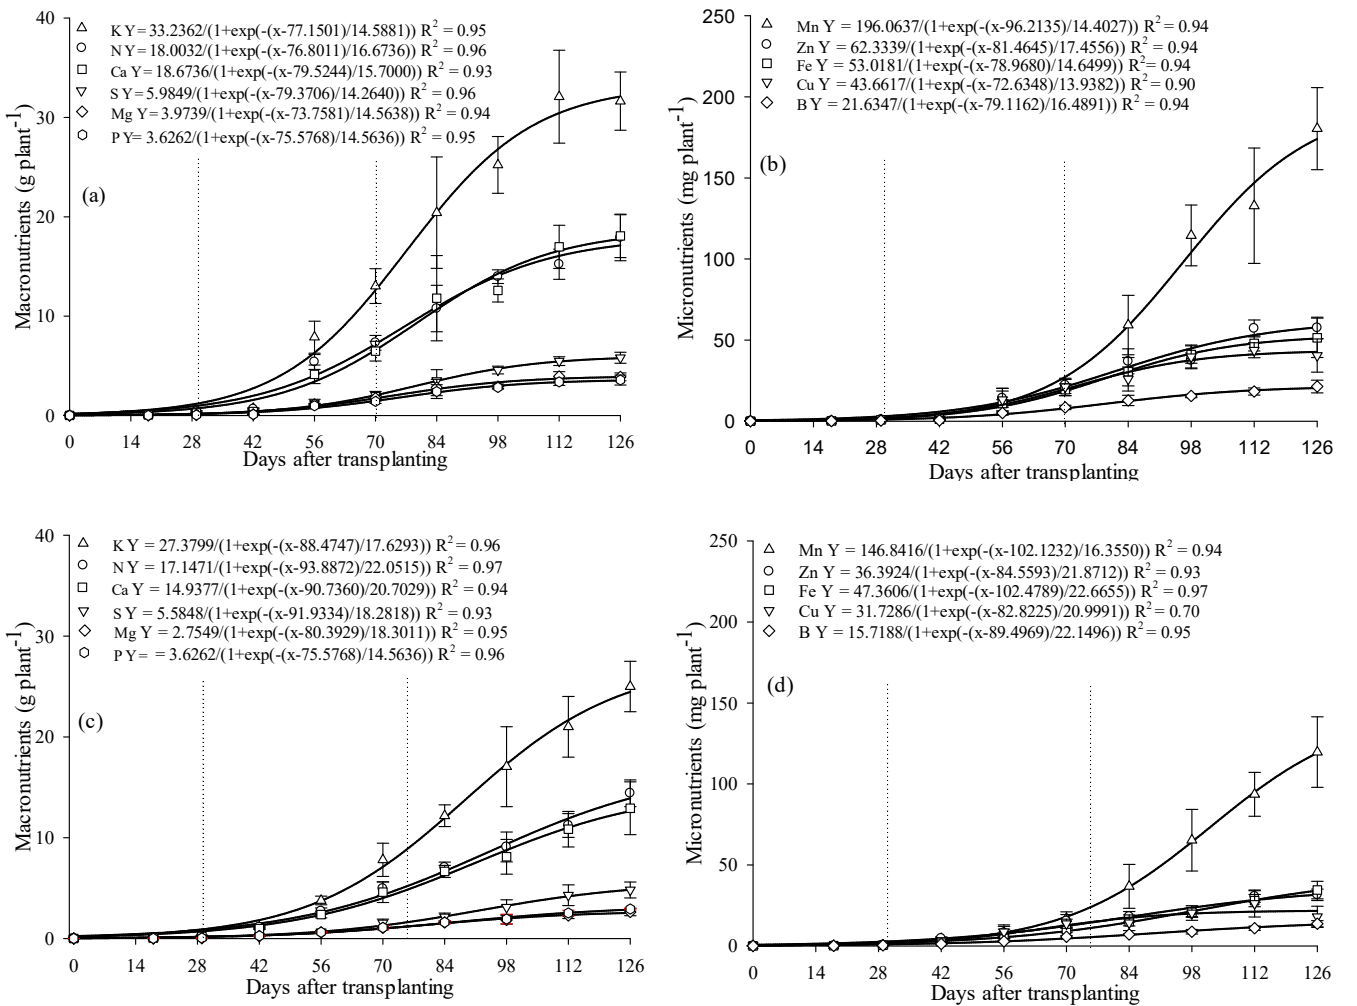 K Y = 33.2362/(1+exp(-(x-77.1501)/14.5881)) R² = 0.95
N Y = 18.0032/(1+exp(-(x-76.8011)/16.6736)) R² = 0.96
Ca Y = 18.6736/(1+exp(-(x-79.5244)/15.7000)) R² = 0.93
S Y = 5.9849/(1+exp(-(x-79.3706)/14.2640)) R² = 0.96
Mg Y = 3.9739/(1+exp(-(x-73.7581)/14.5638)) R² = 0.94
P Y = 3.6262/(1+exp(-(x-75.5768)/14.5636)) R² = 0.95
(a)
Macronutrients (g plant⁻¹)
40
30
20
10
0
0 14 28 42 56 70 84 98 112 126
Days after transplanting
Mn Y = 196.0637/(1+exp(-(x-96.2135)/14.4027)) R² = 0.94
Zn Y = 62.3339/(1+exp(-(x-81.4645)/17.4556)) R² = 0.94
Fe Y = 53.0181/(1+exp(-(x-78.9680)/14.6499)) R² = 0.94
Cu Y = 43.6617/(1+exp(-(x-72.6348)/13.9382)) R² = 0.90
B Y = 21.6347/(1+exp(-(x-79.1162)/16.4891)) R² = 0.94
(b)
Micronutrients (mg plant⁻¹)
250
200
150
100
50
0
0 14 28 42 56 70 84 98 112 126
Days after transplanting
K Y = 27.3799/(1+exp(-(x-88.4747)/17.6293)) R² = 0.96
N Y = 17.1471/(1+exp(-(x-93.8872)/22.0515)) R² = 0.97
Ca Y = 14.9377/(1+exp(-(x-90.7360)/20.7029)) R² = 0.94
S Y = 5.5848/(1+exp(-(x-91.9334)/18.2818)) R² = 0.93
Mg Y = 2.7549/(1+exp(-(x-80.3929)/18.3011)) R² = 0.95
P Y = = 3.6262/(1+exp(-(x-75.5768)/14.5636)) R² = 0.96
(c)
Macronutrients (g plant⁻¹)
40
30
20
10
0
0 14 28 42 56 70 84 98 112 126
Days after transplanting
Mn Y = 146.8416/(1+exp(-(x-102.1232)/16.3550)) R² = 0.94
Zn Y = 36.3924/(1+exp(-(x-84.5593)/21.8712)) R² = 0.93
Fe Y = 47.3606/(1+exp(-(x-102.4789)/22.6655)) R² = 0.97
Cu Y = 31.7286/(1+exp(-(x-82.8225)/20.9991)) R² = 0.70
B Y = 15.7188/(1+exp(-(x-89.4969)/22.1496)) R² = 0.95
(d)
Micronutrients (mg plant⁻¹)
250
200
150
100
50
0
0 14 28 42 56 70 84 98 112 126
Days after transplanting